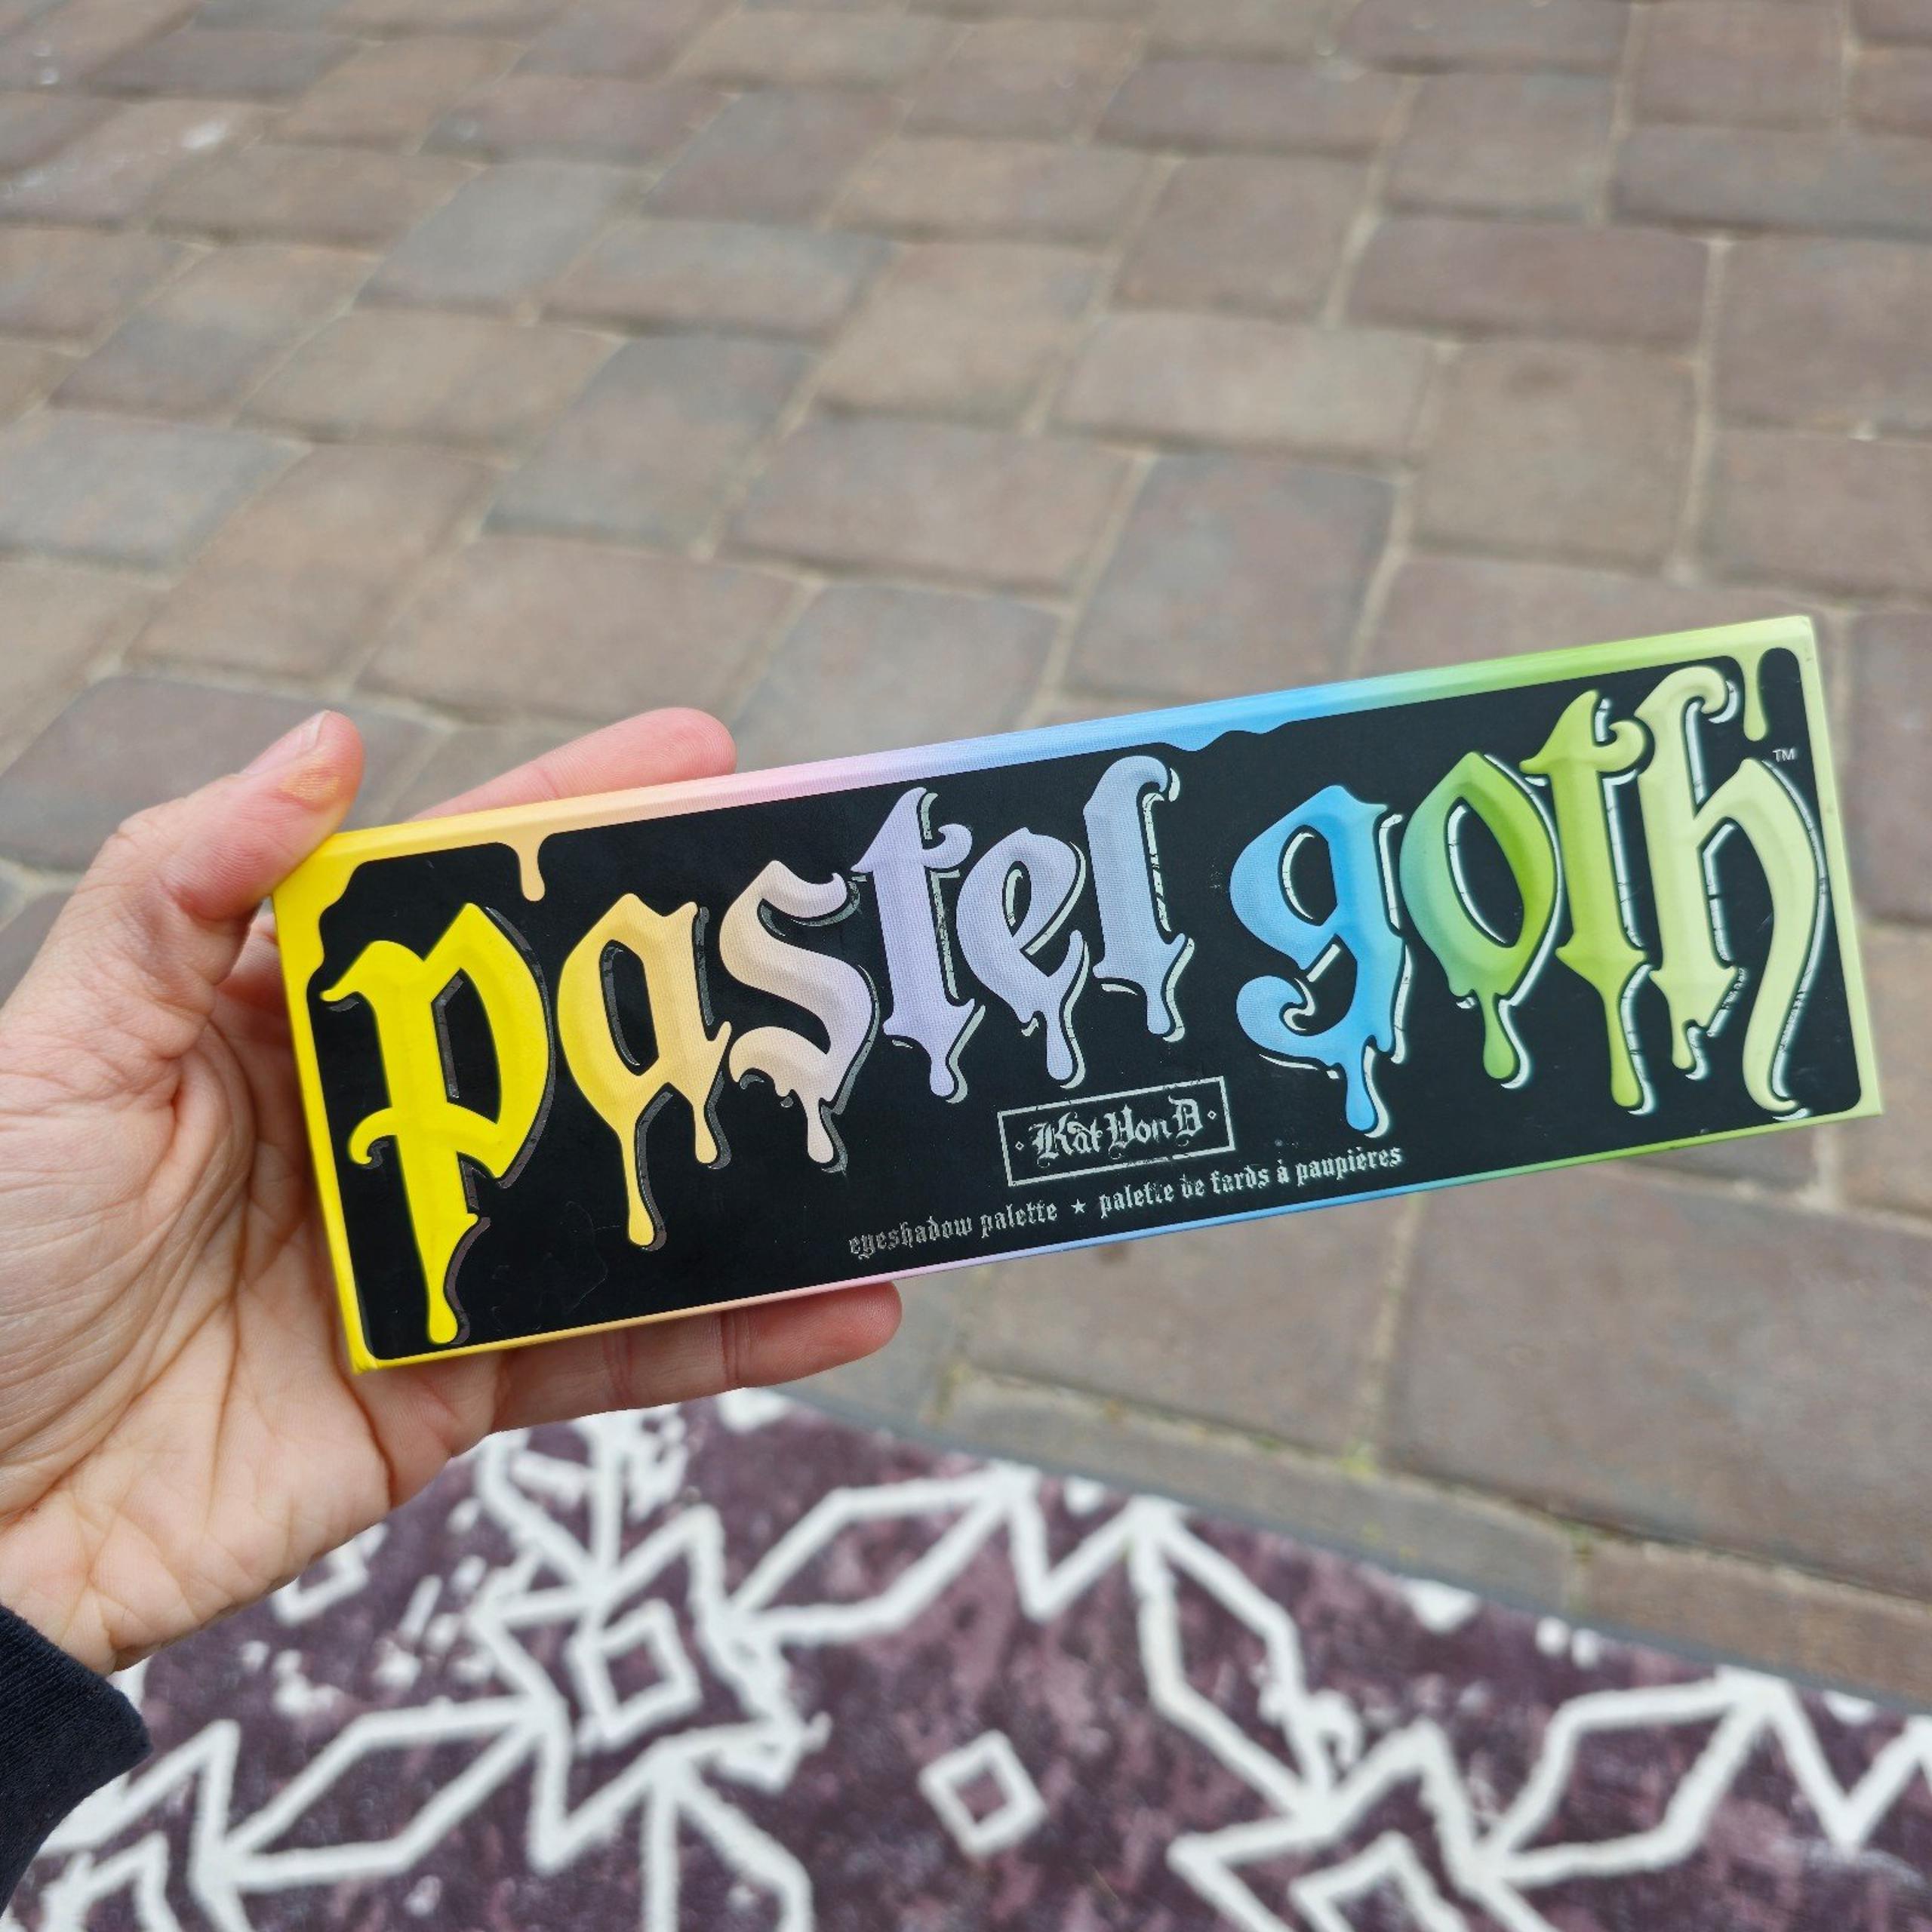 pastel goth™
Kat Von D
eyeshadow palette ★ palette de fards à paupières